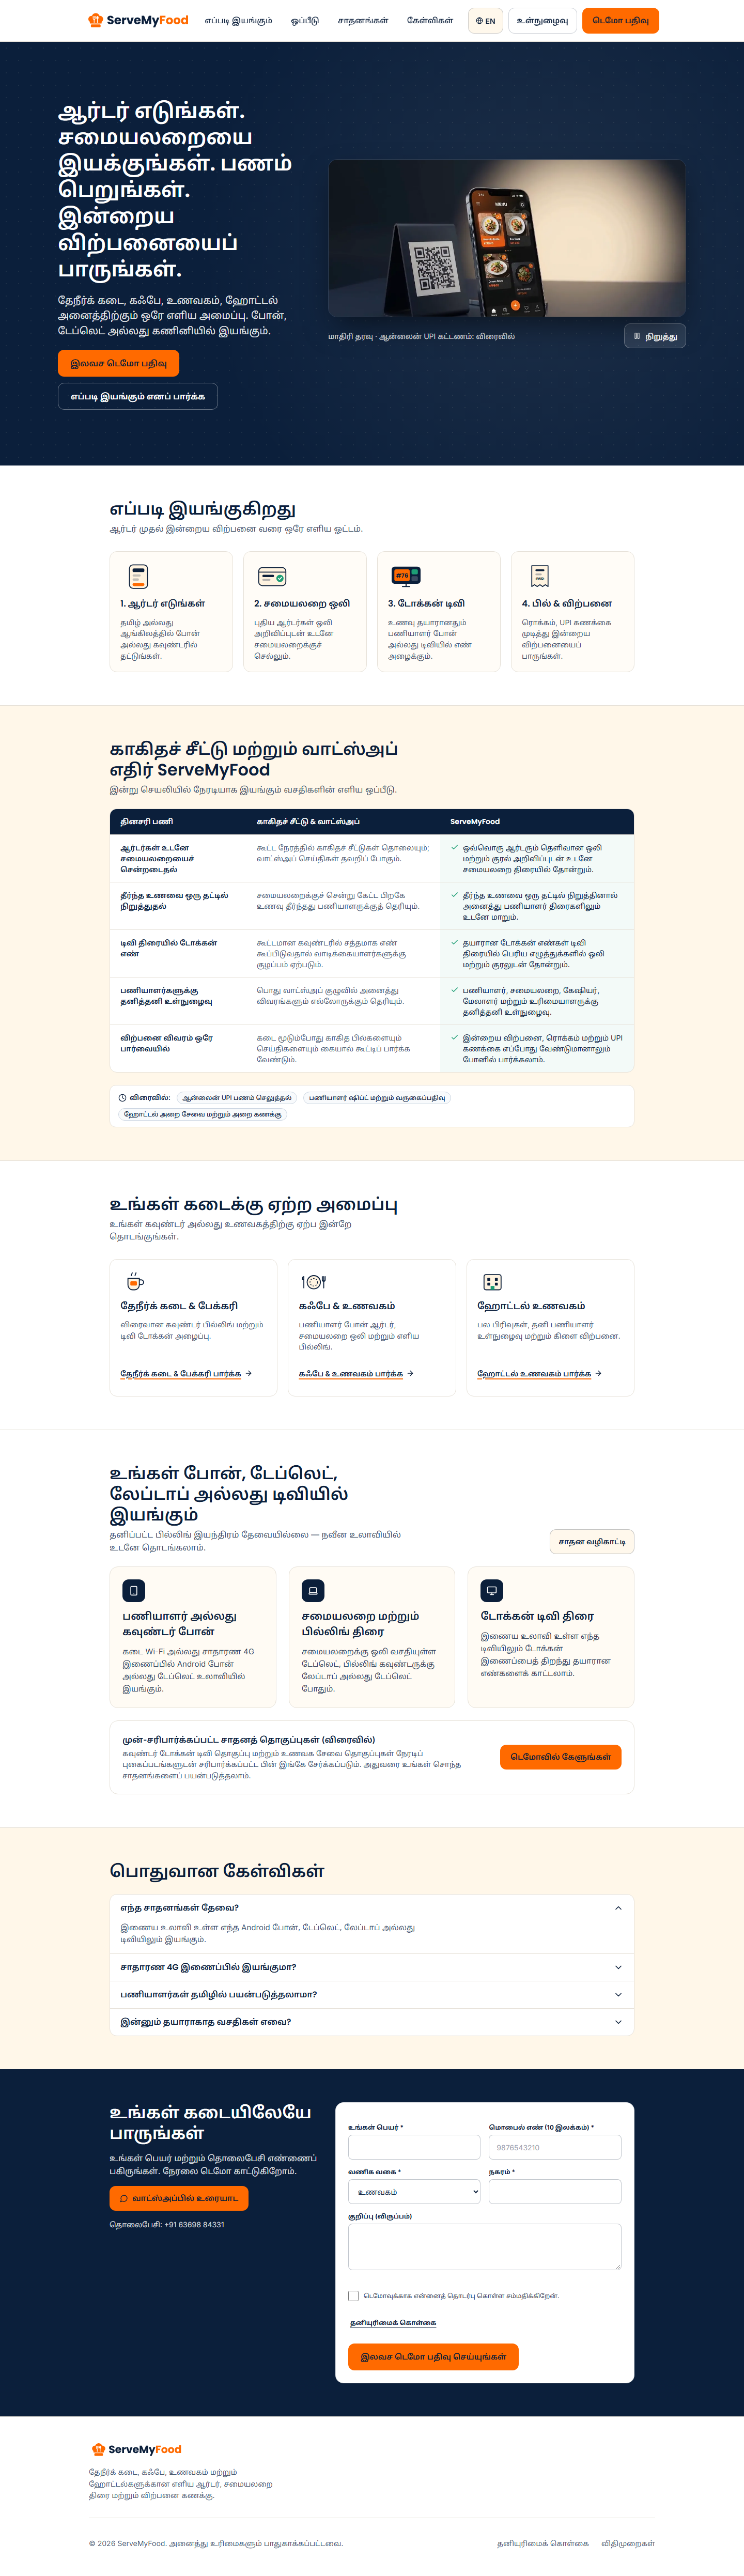 ServeMyFood
எப்படி இயங்கும்
ஒப்பீடு
சாதனங்கள்
கேள்விகள்
EN
உள்நுழைவு
டெமோ பதிவு
ஆர்டர் எடுங்கள்.
சமையலறையை
இயக்குங்கள். பணம்
பெறுங்கள்.
இன்றைய
விற்பனையைப்
பாருங்கள்.
தேநீர்க் கடை, கஃபே, உணவகம், ஹோட்டல்
அனைத்திற்கும் ஒரே எளிய அமைப்பு. போன்,
டேப்லெட் அல்லது கணினியில் இயங்கும்.
இலவச டெமோ பதிவு
எப்படி இயங்கும் எனப் பார்க்க
MENU
மாதிரி தரவு · ஆன்லைன் UPI கட்டணம்: விரைவில்
நிறுத்து
எப்படி இயங்குகிறது
ஆர்டர் முதல் இன்றைய விற்பனை வரை ஒரே எளிய ஓட்டம்.
1. ஆர்டர் எடுங்கள்
தமிழ் அல்லது
ஆங்கிலத்தில் போன்
அல்லது கவுண்டரில்
தட்டுங்கள்.
2. சமையலறை ஒலி
புதிய ஆர்டர்கள் ஒலி
அறிவிப்புடன் உடனே
சமையலறைக்குச்
செல்லும்.
3. டோக்கன் டிவி
உணவு தயாரானதும்
பணியாளர் போன்
அல்லது டிவியில் எண்
அழைக்கும்.
4. பில் & விற்பனை
ரொக்கம், UPI கணக்கை
முடித்து இன்றைய
விற்பனையைப்
பாருங்கள்.
காகிதச் சீட்டு மற்றும் வாட்ஸ்அப்
எதிர் ServeMyFood
இன்று செயலில் நேரடியாக இயங்கும் வசதிகளின் எளிய ஒப்பீடு.
தினசரி பணி
காகிதச் சீட்டு & வாட்ஸ்அப்
ServeMyFood
ஆர்டர்கள் உடனே
சமையலறையைச்
சென்றடைதல்
கூட்ட நேரத்தில் காகிதச் சீட்டுகள் தொலையும்;
வாட்ஸ்அப் செய்திகள் தவறிப் போகும்.
ஒவ்வொரு ஆர்டரும் தெளிவான ஒலி
மற்றும் குரல் அறிவிப்புடன் உடனே
சமையலறை திரையில் தோன்றும்.
தீர்ந்த உணவை ஒரு தட்டில்
நிறுத்துதல்
சமையலறைக்குச் சென்று கேட்ட பிறகே
உணவு தீர்ந்தது பணியாளருக்குத் தெரியும்.
தீர்ந்த உணவை ஒரு தட்டில் நிறுத்தினால்
அனைத்து பணியாளர் திரைகளிலும்
உடனே மாறும்.
டிவி திரையில் டோக்கன்
எண்
கூட்டமான கவுண்டரில் சத்தமாக எண்
கூப்பிடுவதால் வாடிக்கையாளர்களுக்கு
குழப்பம் ஏற்படும்.
தயாரான டோக்கன் எண்கள் டிவி
திரையில் பெரிய எழுத்துக்களில் ஒலி
மற்றும் குரலுடன் தோன்றும்.
பணியாளர்களுக்கு
தனித்தனி உள்நுழைவு
பொது வாட்ஸ்அப் குழுவில் அனைத்து
விவரங்களும் எல்லோருக்கும் தெரியும்.
பணியாளர், சமையலறை, கேஷியர்,
மேலாளர் மற்றும் உரிமையாளருக்கு
தனித்தனி உள்நுழைவு.
விற்பனை விவரம் ஒரே
பார்வையில்
கடை மூடும்போது காகித பில்களையும்
செய்திகளையும் கையால் கூட்டிப் பார்க்க
வேண்டும்.
இன்றைய விற்பனை, ரொக்கம் மற்றும் UPI
கணக்கை எப்போது வேண்டுமானாலும்
போனில் பார்க்கலாம்.
விரைவில்:
ஆன்லைன் UPI பணம் செலுத்தல்
பணியாளர் ஷிப்ட் மற்றும் வருகைப்பதிவு
ஹோட்டல் அறை சேவை மற்றும் அறை கணக்கு
உங்கள் கடைக்கு ஏற்ற அமைப்பு
உங்கள் கவுண்டர் அல்லது உணவகத்திற்கு ஏற்ப இன்றே
தொடங்குங்கள்.
தேநீர்க் கடை & பேக்கரி
விரைவான கவுண்டர் பில்லிங் மற்றும்
டிவி டோக்கன் அழைப்பு.
தேநீர்க் கடை & பேக்கரி பார்க்க →
கஃபே & உணவகம்
பணியாளர் போன் ஆர்டர்,
சமையலறை ஒலி மற்றும் எளிய
பில்லிங்.
கஃபே & உணவகம் பார்க்க →
ஹோட்டல் உணவகம்
பல பிரிவுகள், தனி பணியாளர்
உள்நுழைவு மற்றும் கிளை விற்பனை.
ஹோட்டல் உணவகம் பார்க்க →
உங்கள் போன், டேப்லெட்,
லேப்டாப் அல்லது டிவியில்
இயங்கும்
தனிப்பட்ட பில்லிங் இயந்திரம் தேவையில்லை — நவீன உலாவியில்
உடனே தொடங்கலாம்.
சாதன வழிகாட்டி
பணியாளர் அல்லது
கவுண்டர் போன்
கடை Wi-Fi அல்லது சாதாரண 4G
இணைப்பில் Android போன்
அல்லது டேப்லெட் உலாவியில்
இயங்கும்.
சமையலறை மற்றும்
பில்லிங் திரை
சமையலறைக்கு ஒலி வசதியுள்ள
டேப்லெட், பில்லிங் கவுண்டருக்கு
லேப்டாப் அல்லது டேப்லெட்
போதும்.
டோக்கன் டிவி திரை
இணைய உலாவி உள்ள எந்த
டிவியிலும் டோக்கன்
இணைப்பைத் திறந்து தயாரான
எண்களைக் காட்டலாம்.
முன்-சரிபார்க்கப்பட்ட சாதனத் தொகுப்புகள் (விரைவில்)
கவுண்டர் டோக்கன் டிவி தொகுப்பு மற்றும் உணவக சேவை தொகுப்புகள் நேரடிப்
புகைப்படங்களுடன் சரிபார்க்கப்பட்ட பின் இங்கே சேர்க்கப்படும். அதுவரை உங்கள் சொந்த
சாதனங்களைப் பயன்படுத்தலாம்.
டெமோவில் கேளுங்கள்
பொதுவான கேள்விகள்
எந்த சாதனங்கள் தேவை?
இணைய உலாவி உள்ள எந்த Android போன், டேப்லெட், லேப்டாப் அல்லது
டிவியிலும் இயங்கும்.
சாதாரண 4G இணைப்பில் இயங்குமா?
பணியாளர்கள் தமிழில் பயன்படுத்தலாமா?
இன்னும் தயாராகாத வசதிகள் எவை?
உங்கள் கடையிலேயே
பாருங்கள்
உங்கள் பெயர் மற்றும் தொலைபேசி எண்ணைப்
பகிருங்கள். நேரலை டெமோ காட்டுகிறோம்.
வாட்ஸ்அப்பில் உரையாட
தொலைபேசி: +91 63698 84331
உங்கள் பெயர் *
மொபைல் எண் (10 இலக்கம்) *
9876543210
வணிக வகை *
நகரம் *
உணவகம்
குறிப்பு (விருப்பம்)
டெமோவுக்காக என்னைத் தொடர்பு கொள்ள சம்மதிக்கிறேன்.
தனியுரிமைக் கொள்கை
இலவச டெமோ பதிவு செய்யுங்கள்
ServeMyFood
தேநீர்க் கடை, கஃபே, உணவகம் மற்றும்
ஹோட்டல்களுக்கான எளிய ஆர்டர், சமையலறை
திரை மற்றும் விற்பனை கணக்கு.
© 2026 ServeMyFood. அனைத்து உரிமைகளும் பாதுகாக்கப்பட்டவை.
தனியுரிமைக் கொள்கை
விதிமுறைகள்